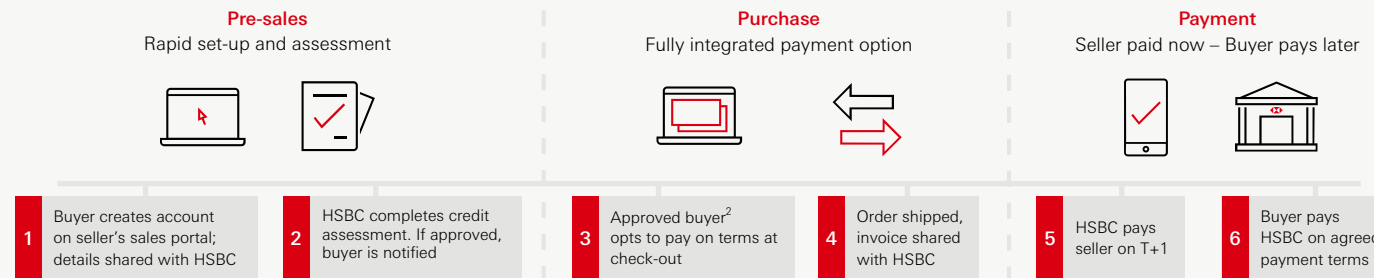 Pre-sales
Rapid set-up and assessment
Purchase
Fully integrated payment option
Payment
Seller paid now – Buyer pays later
1
Buyer creates account
on seller's sales portal;
details shared with HSBC
2
HSBC completes credit
assessment. If approved,
buyer is notified
3
Approved buyer2
opts to pay on terms at
check-out
4
Order shipped,
invoice shared
with HSBC
5
HSBC pays
seller on T+1
6
Buyer pays
HSBC on agreed
payment terms